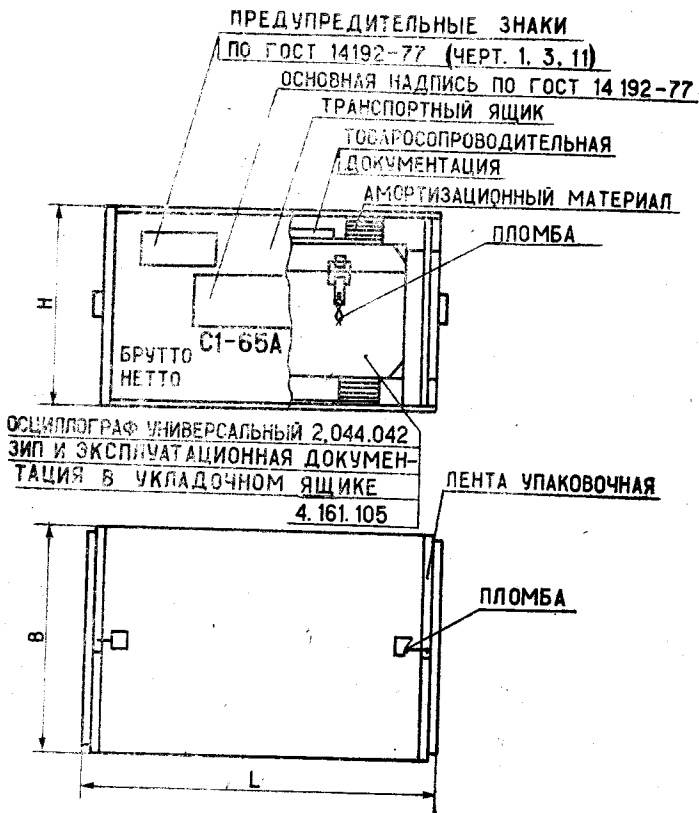 ПРЕДУПРЕДИТЕЛЬНЫЕ ЗНАКИ
ПО ГОСТ 14192-77 (ЧЕРТ. 1, 3, 11)
ОСНОВНАЯ НАДПИСЬ ПО ГОСТ 14192-77
ТРАНСПОРТНЫЙ ЯЩИК
ТОВАРОСОПРОВОДИТЕЛЬНАЯ
ДОКУМЕНТАЦИЯ
АМОРТИЗАЦИОННЫЙ МАТЕРИАЛ
ПЛОМБА
H
С1-65А
БРУТТО
НЕТТО
ОСЦИЛЛОГРАФ УНИВЕРСАЛЬНЫЙ 2,044.042
ЗИП И ЭКСПЛУАТАЦИОННАЯ ДОКУМЕН-
ТАЦИЯ В УКЛАДОЧНОМ ЯЩИКЕ
4.161.105
ЛЕНТА УПАКОВОЧНАЯ
ПЛОМБА
B
L